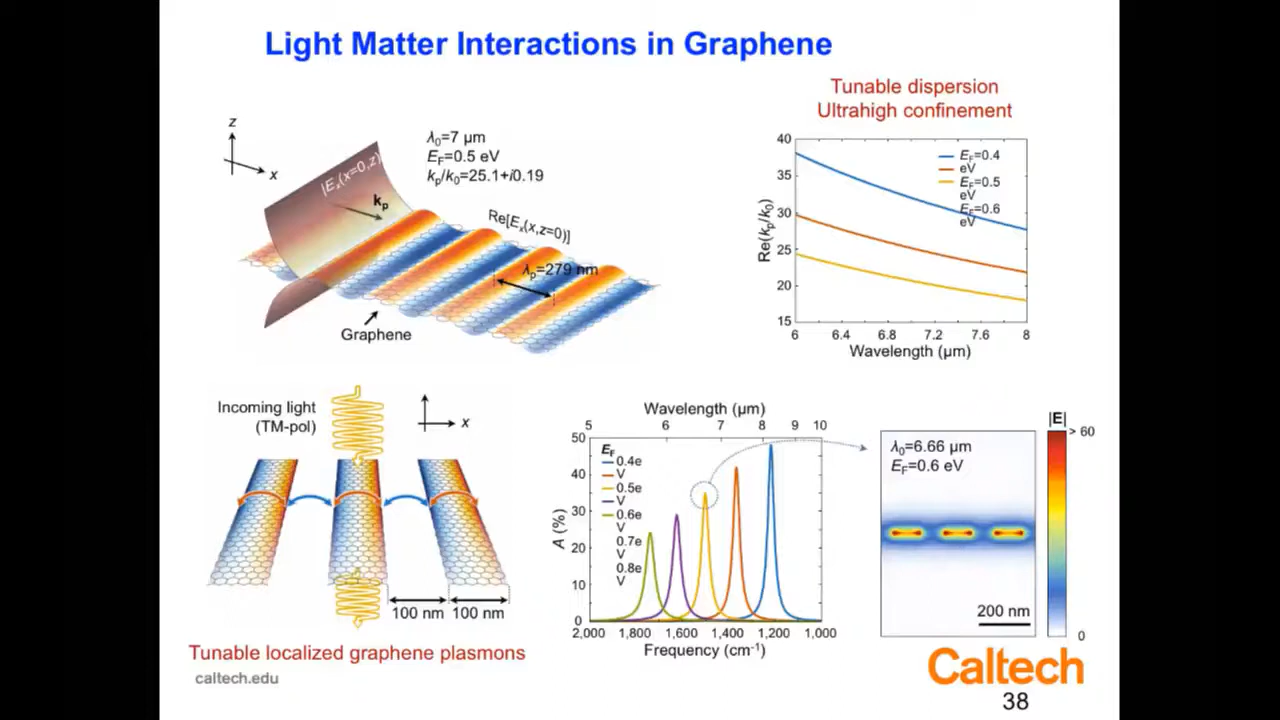 Light Matter Interactions in Graphene
z
x
λ0=7 μm
EF=0.5 eV
kp/k0=25.1+i0.19
|Ex(x=0,z)
kp
Re[Ex(x,z=0)]
λp=279 nm
Graphene
Tunable dispersion
Ultrahigh confinement
40
35
30
25
20
15
Re(kp/k0)
EF=0.4
eV
EF=0.5
eV
EF=0.6
eV
6 6.4 6.8 7.2 7.6 8
Wavelength (μm)
Incoming light
(TM-pol)
x
100 nm 100 nm
Tunable localized graphene plasmons
Wavelength (μm)
5 6 7 8 9 10
50
40
30
20
10
0
A (%)
EF
0.4e
V
0.5e
V
0.6e
V
0.7e
V
0.8e
V
2,000 1,800 1,600 1,400 1,200 1,000
Frequency (cm-1)
λ0=6.66 μm
EF=0.6 eV
200 nm
|E|
> 60
0
caltech.edu
Caltech
38